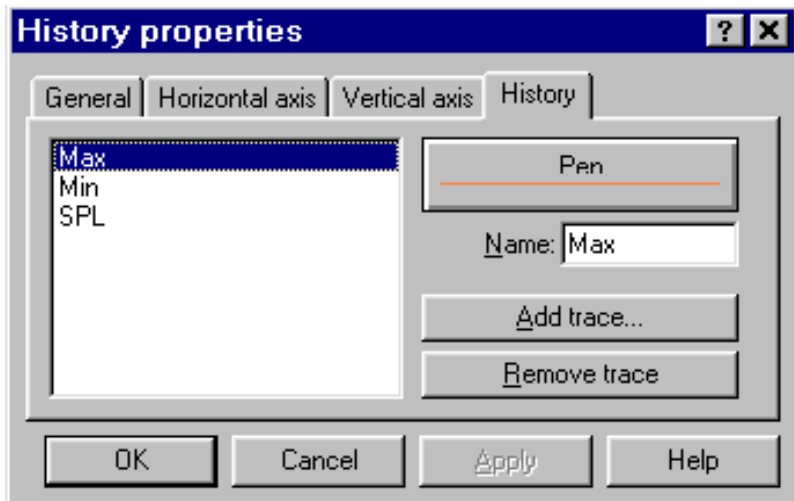 History properties
General Horizontal axis Vertical axis History
Max
Min
SPL
Pen
Name: Max
Add trace...
Remove trace
OK Cancel Apply Help